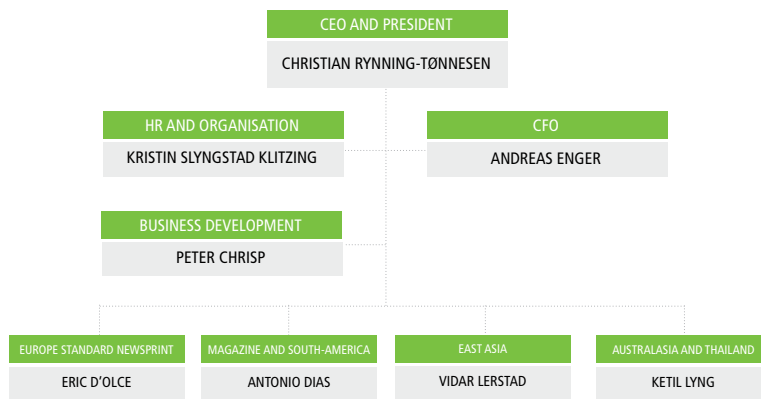 CEO AND PRESIDENT
CHRISTIAN RYNNING-TØNNESEN
HR AND ORGANISATION
KRISTIN SLYNGSTAD KLITZING
CFO
ANDREAS ENGER
BUSINESS DEVELOPMENT
PETER CHRISP
EUROPE STANDARD NEWSPRINT
ERIC D'OLCE
MAGAZINE AND SOUTH-AMERICA
ANTONIO DIAS
EAST ASIA
VIDAR LERSTAD
AUSTRALASIA AND THAILAND
KETIL LYNG